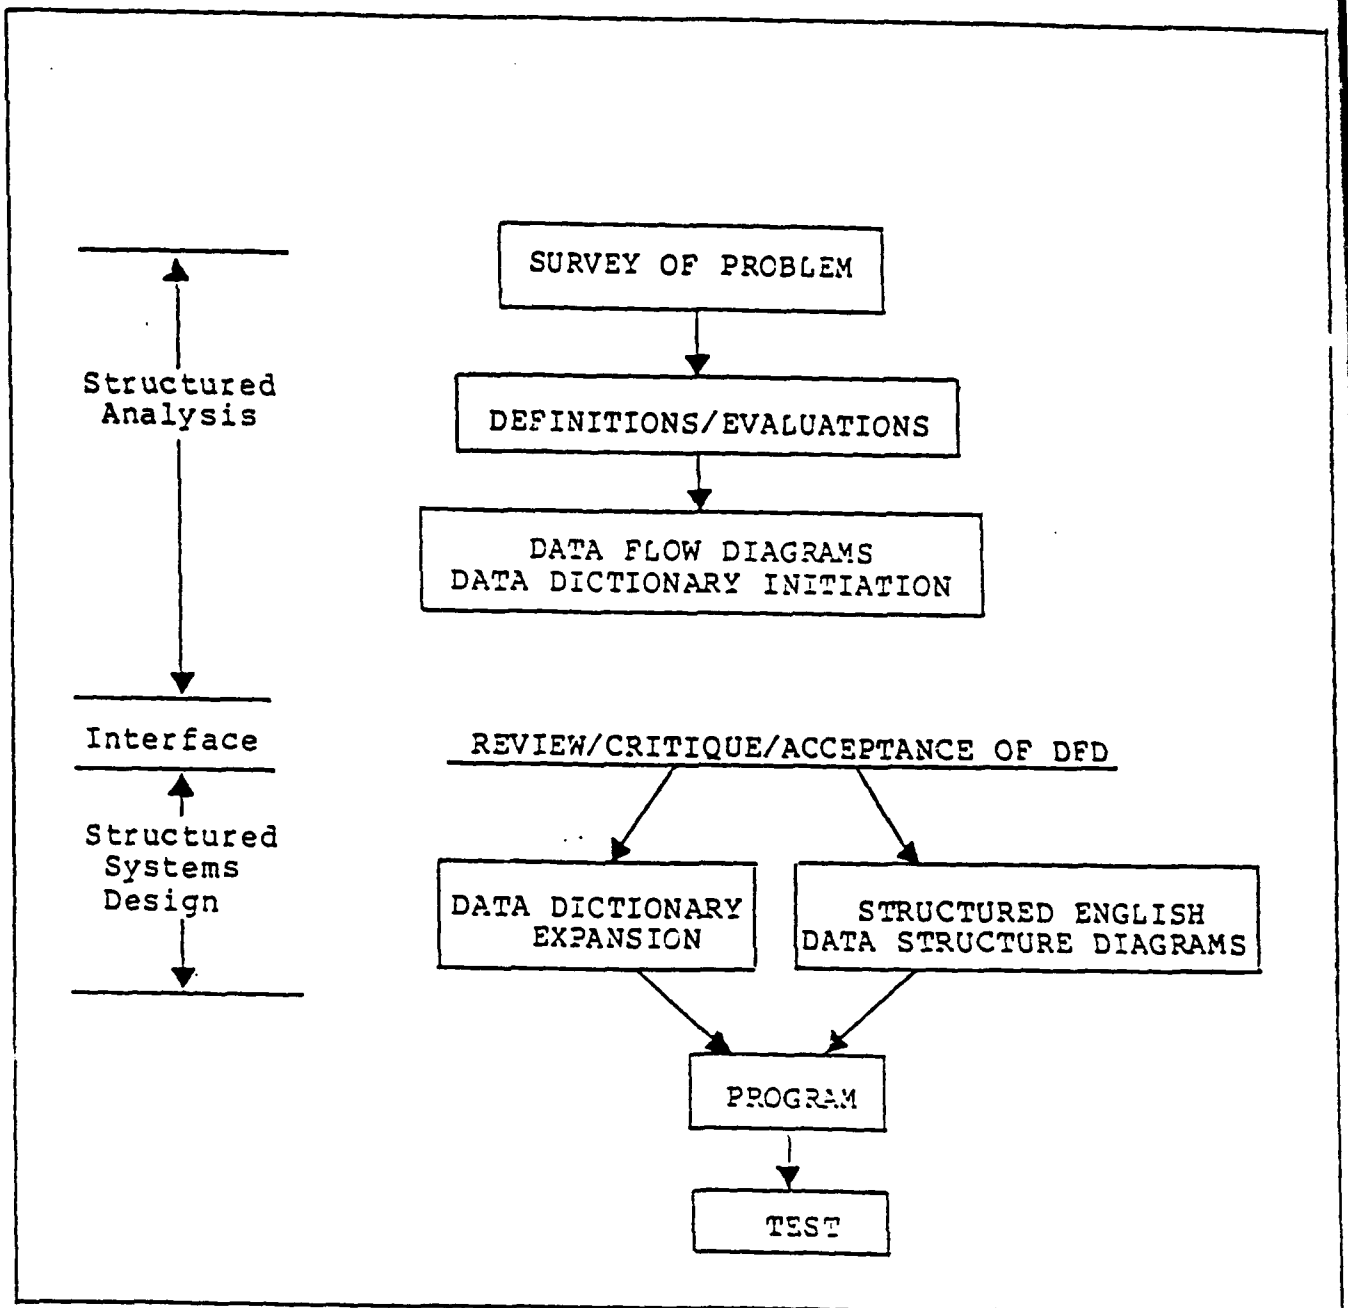 SURVEY OF PROBLEM
Structured
Analysis
DEFINITIONS/EVALUATIONS
DATA FLOW DIAGRAMS
DATA DICTIONARY INITIATION
Interface
REVIEW/CRITIQUE/ACCEPTANCE OF DFD
Structured
Systems
Design
DATA DICTIONARY
EXPANSION
STRUCTURED ENGLISH
DATA STRUCTURE DIAGRAMS
PROGRAM
TEST